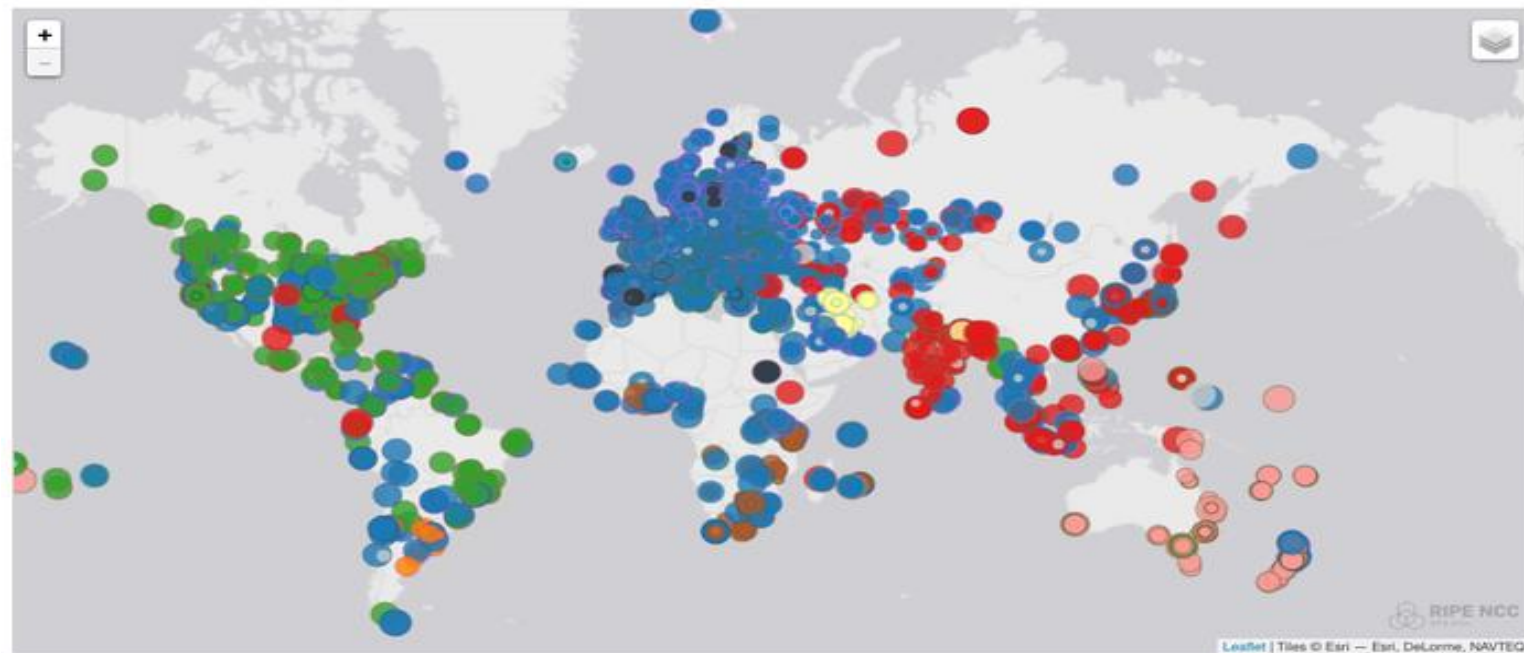 +
−
RIPE NCC
Leaflet | Tiles © Esri — Esri, DeLorme, NAVTEQ